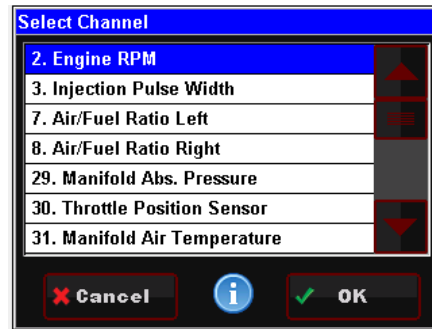 Select Channel
2. Engine RPM
3. Injection Pulse Width
7. Air/Fuel Ratio Left
8. Air/Fuel Ratio Right
29. Manifold Abs. Pressure
30. Throttle Position Sensor
31. Manifold Air Temperature
Cancel
i
OK